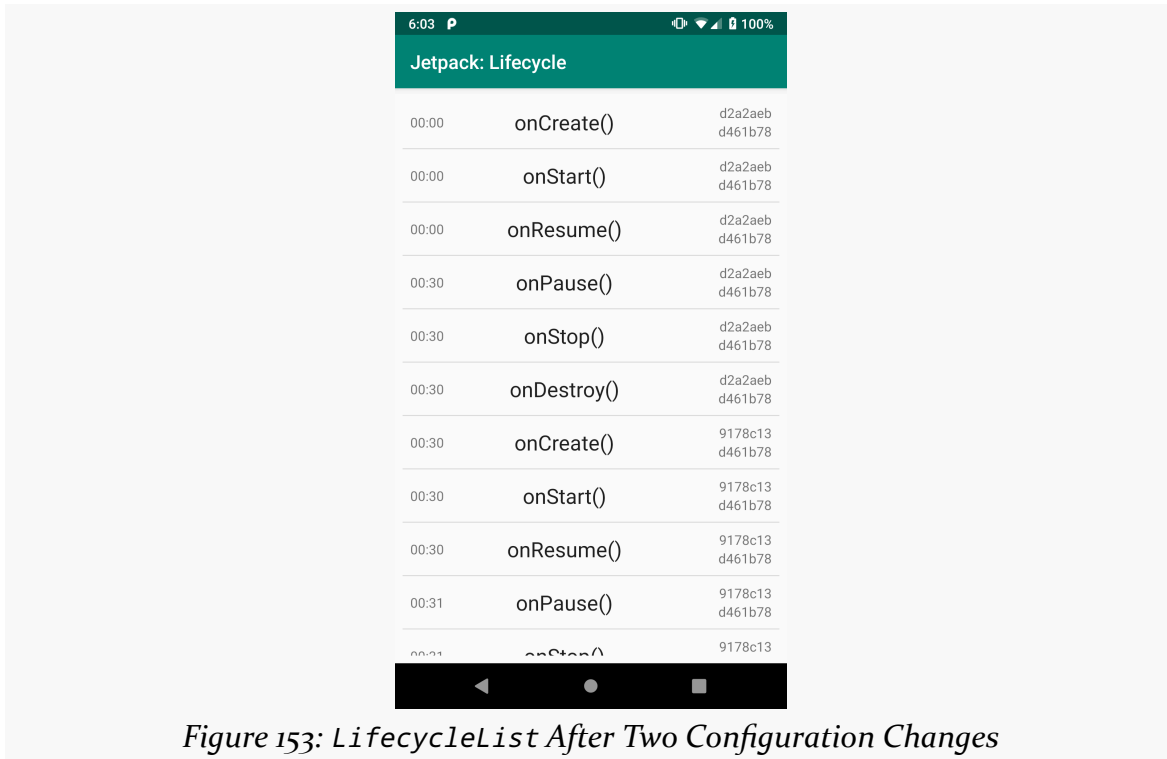 6:03 100%
Jetpack: Lifecycle
00:00 onCreate() d2a2aeb
d461b78
00:00 onStart() d2a2aeb
d461b78
00:00 onResume() d2a2aeb
d461b78
00:30 onPause() d2a2aeb
d461b78
00:30 onStop() d2a2aeb
d461b78
00:30 onDestroy() d2a2aeb
d461b78
00:30 onCreate() 9178c13
d461b78
00:30 onStart() 9178c13
d461b78
00:30 onResume() 9178c13
d461b78
00:31 onPause() 9178c13
d461b78
00:31 onStop() 9178c13
Figure 153: LifecycleList After Two Configuration Changes